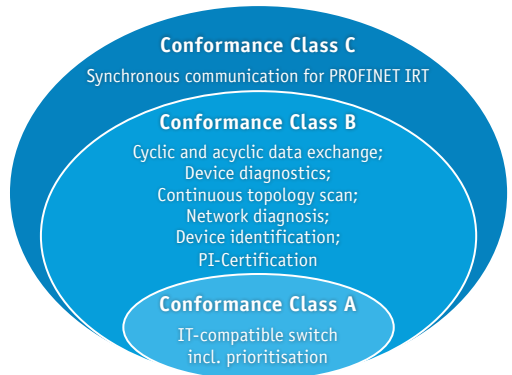 Conformance Class C
Synchronous communication for PROFINET IRT
Conformance Class B
Cyclic and acyclic data exchange;
Device diagnostics;
Continuous topology scan;
Network diagnosis;
Device identification;
PI-Certification
Conformance Class A
IT-compatible switch
incl. prioritisation